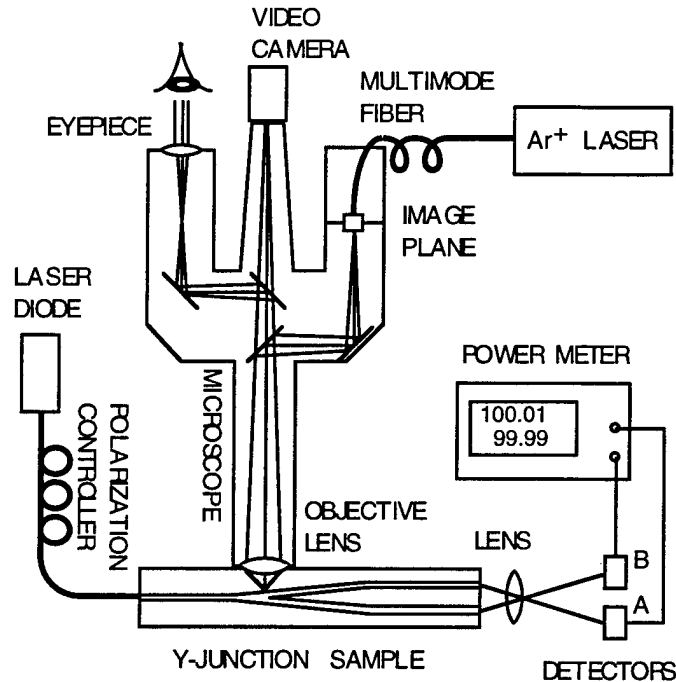 VIDEO
CAMERA
MULTIMODE
FIBER
EYEPIECE
Ar+ LASER
IMAGE
PLANE
LASER
DIODE
POWER METER
100.01
99.99
MICROSCOPE
POLARIZATION
CONTROLLER
OBJECTIVE
LENS
LENS
B
A
Y-JUNCTION SAMPLE
DETECTORS